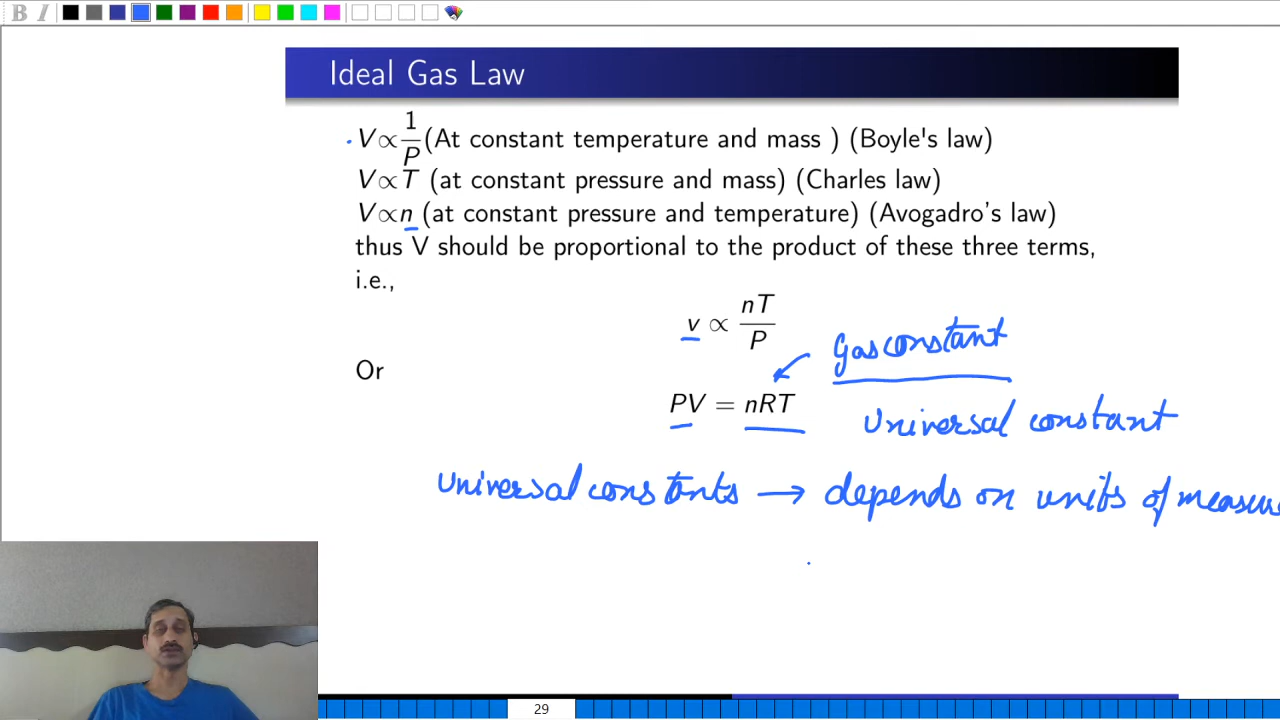 B I
Ideal Gas Law
V∝1/P (At constant temperature and mass ) (Boyle's law)
V∝T (at constant pressure and mass) (Charles law)
V∝n (at constant pressure and temperature) (Avogadro's law)
thus V should be proportional to the product of these three terms,
i.e.,
v ∝ nT/P
Gas constant
Or
PV = nRT
Universal constant
Universal constants → depends on units of measure
29